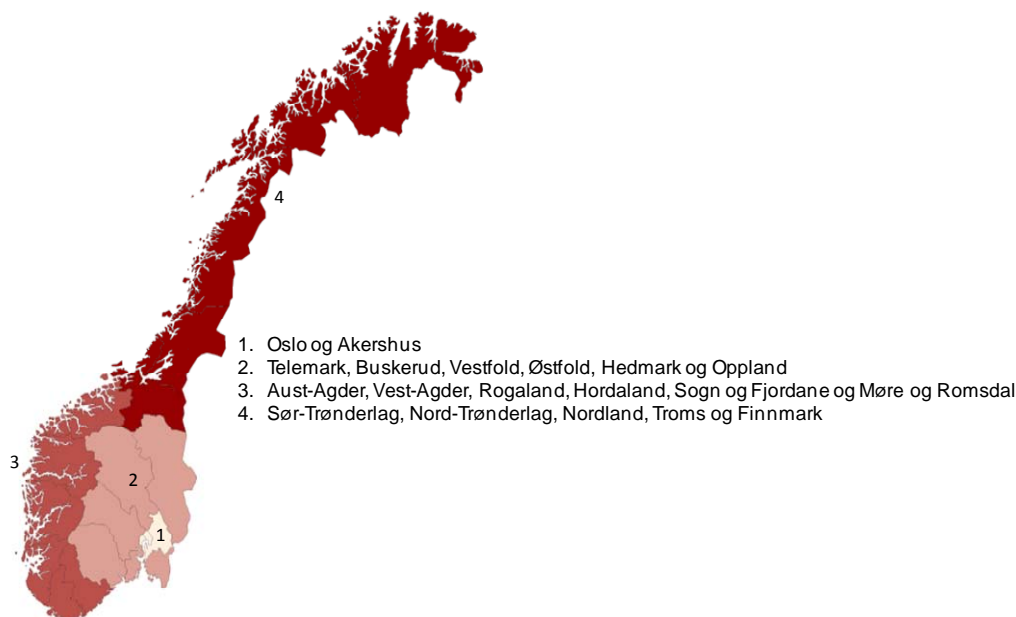 4
1. Oslo og Akershus
2. Telemark, Buskerud, Vestfold, Østfold, Hedmark og Oppland
3. Aust-Agder, Vest-Agder, Rogaland, Hordaland, Sogn og Fjordane og Møre og Romsdal
4. Sør-Trønderlag, Nord-Trønderlag, Nordland, Troms og Finnmark
3
2
1